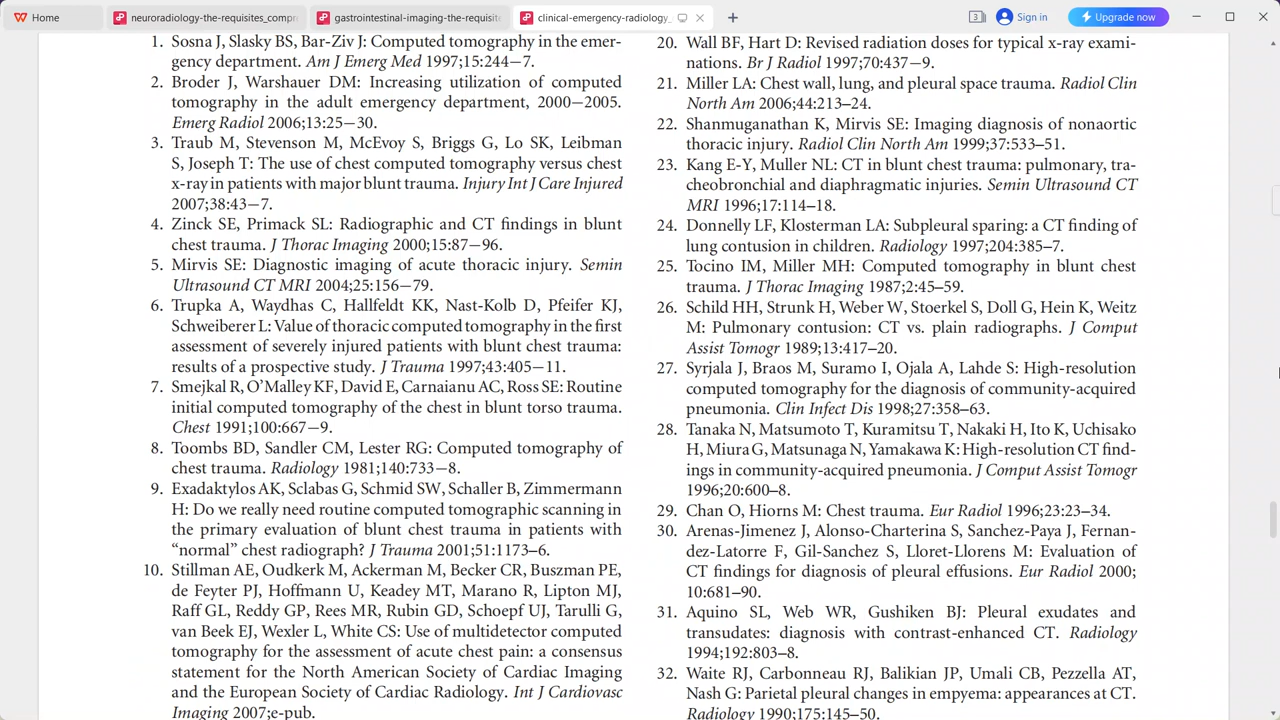 Home
neuroradiology-the-requisites_compr
gastrointestinal-imaging-the-requisite
clinical-emergency-radiology_
3
Sign in
Upgrade now
1. Sosna J, Slasky BS, Bar-Ziv J: Computed tomography in the emer-
gency department. Am J Emerg Med 1997;15:244−7.
2. Broder J, Warshauer DM: Increasing utilization of computed
tomography in the adult emergency department, 2000−2005.
Emerg Radiol 2006;13:25−30.
3. Traub M, Stevenson M, McEvoy S, Briggs G, Lo SK, Leibman
S, Joseph T: The use of chest computed tomography versus chest
x-ray in patients with major blunt trauma. Injury Int J Care Injured
2007;38:43−7.
4. Zinck SE, Primack SL: Radiographic and CT findings in blunt
chest trauma. J Thorac Imaging 2000;15:87−96.
5. Mirvis SE: Diagnostic imaging of acute thoracic injury. Semin
Ultrasound CT MRI 2004;25:156−79.
6. Trupka A, Waydhas C, Hallfeldt KK, Nast-Kolb D, Pfeifer KJ,
Schweiberer L: Value of thoracic computed tomography in the first
assessment of severely injured patients with blunt chest trauma:
results of a prospective study. J Trauma 1997;43:405−11.
7. Smejkal R, O’Malley KF, David E, Carnaianu AC, Ross SE: Routine
initial computed tomography of the chest in blunt torso trauma.
Chest 1991;100:667−9.
8. Toombs BD, Sandler CM, Lester RG: Computed tomography of
chest trauma. Radiology 1981;140:733−8.
9. Exadaktylos AK, Sclabas G, Schmid SW, Schaller B, Zimmermann
H: Do we really need routine computed tomographic scanning in
the primary evaluation of blunt chest trauma in patients with
“normal” chest radiograph? J Trauma 2001;51:1173–6.
10. Stillman AE, Oudkerk M, Ackerman M, Becker CR, Buszman PE,
de Feyter PJ, Hoffmann U, Keadey MT, Marano R, Lipton MJ,
Raff GL, Reddy GP, Rees MR, Rubin GD, Schoepf UJ, Tarulli G,
van Beek EJ, Wexler L, White CS: Use of multidetector computed
tomography for the assessment of acute chest pain: a consensus
statement for the North American Society of Cardiac Imaging
and the European Society of Cardiac Radiology. Int J Cardiovasc
Imaging 2007;e-pub.
20. Wall BF, Hart D: Revised radiation doses for typical x-ray exami-
nations. Br J Radiol 1997;70:437−9.
21. Miller LA: Chest wall, lung, and pleural space trauma. Radiol Clin
North Am 2006;44:213–24.
22. Shanmuganathan K, Mirvis SE: Imaging diagnosis of nonaortic
thoracic injury. Radiol Clin North Am 1999;37:533–51.
23. Kang E-Y, Muller NL: CT in blunt chest trauma: pulmonary, tra-
cheobronchial and diaphragmatic injuries. Semin Ultrasound CT
MRI 1996;17:114–18.
24. Donnelly LF, Klosterman LA: Subpleural sparing: a CT finding of
lung contusion in children. Radiology 1997;204:385–7.
25. Tocino IM, Miller MH: Computed tomography in blunt chest
trauma. J Thorac Imaging 1987;2:45–59.
26. Schild HH, Strunk H, Weber W, Stoerkel S, Doll G, Hein K, Weitz
M: Pulmonary contusion: CT vs. plain radiographs. J Comput
Assist Tomogr 1989;13:417–20.
27. Syrjala J, Braos M, Suramo I, Ojala A, Lahde S: High-resolution
computed tomography for the diagnosis of community-acquired
pneumonia. Clin Infect Dis 1998;27:358–63.
28. Tanaka N, Matsumoto T, Kuramitsu T, Nakaki H, Ito K, Uchisako
H, Miura G, Matsunaga N, Yamakawa K: High-resolution CT find-
ings in community-acquired pneumonia. J Comput Assist Tomogr
1996;20:600–8.
29. Chan O, Hiorns M: Chest trauma. Eur Radiol 1996;23:23–34.
30. Arenas-Jimenez J, Alonso-Charterina S, Sanchez-Paya J, Fernan-
dez-Latorre F, Gil-Sanchez S, Lloret-Llorens M: Evaluation of
CT findings for diagnosis of pleural effusions. Eur Radiol 2000;
10:681–90.
31. Aquino SL, Web WR, Gushiken BJ: Pleural exudates and
transudates: diagnosis with contrast-enhanced CT. Radiology
1994;192:803–8.
32. Waite RJ, Carbonneau RJ, Balikian JP, Umali CB, Pezzella AT,
Nash G: Parietal pleural changes in empyema: appearances at CT.
Radiology 1990;175:145–50.